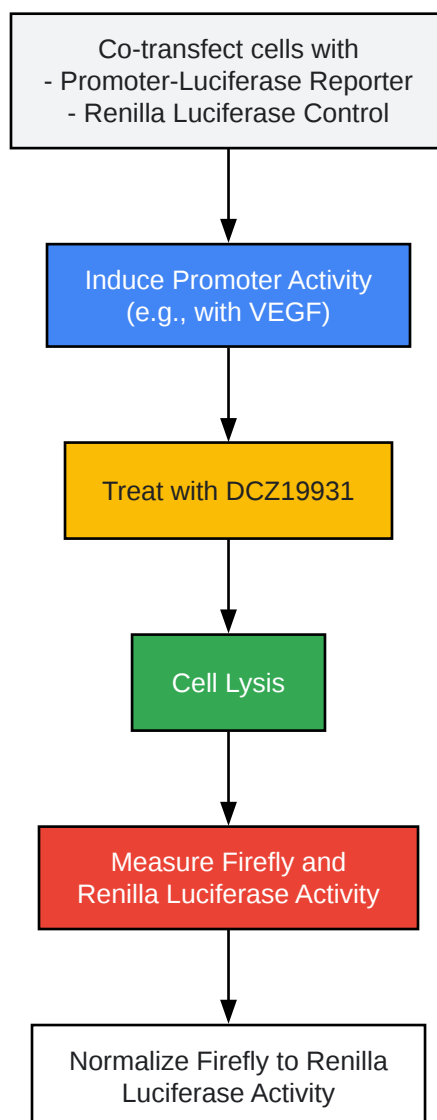 Co-transfect cells with
- Promoter-Luciferase Reporter
- Renilla Luciferase Control
Induce Promoter Activity
(e.g., with VEGF)
Treat with DCZ19931
Cell Lysis
Measure Firefly and
Renilla Luciferase Activity
Normalize Firefly to Renilla
Luciferase Activity